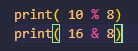 print( 10 % 8)
print( 16 & 8)